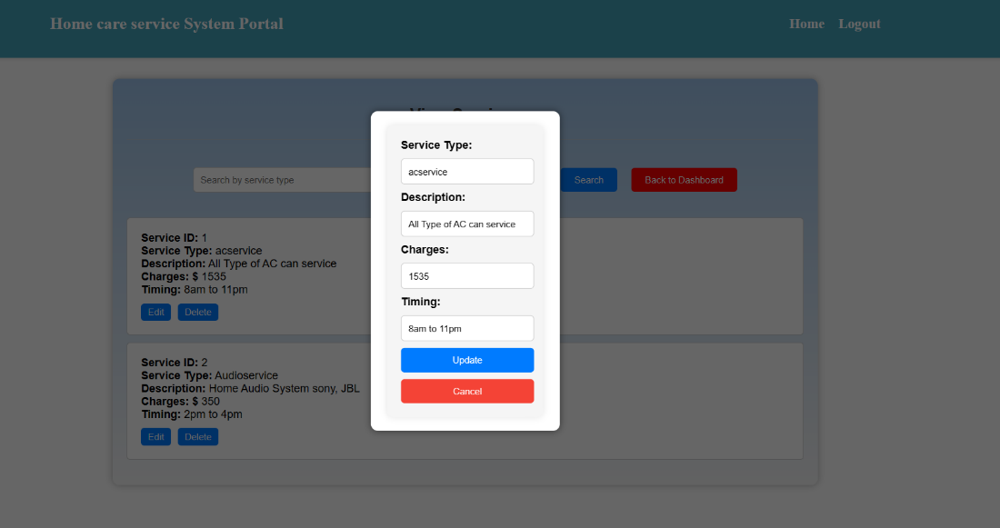 Home care service System Portal
Home Logout
Search by service type
Search
Back to Dashboard
Service ID: 1
Service Type: acservice
Description: All Type of AC can service
Charges: $ 1535
Timing: 8am to 11pm
Edit Delete
Service ID: 2
Service Type: Audioservice
Description: Home Audio System sony, JBL
Charges: $ 350
Timing: 2pm to 4pm
Edit Delete
Service Type:
acservice
Description:
All Type of AC can service
Charges:
1535
Timing:
8am to 11pm
Update
Cancel